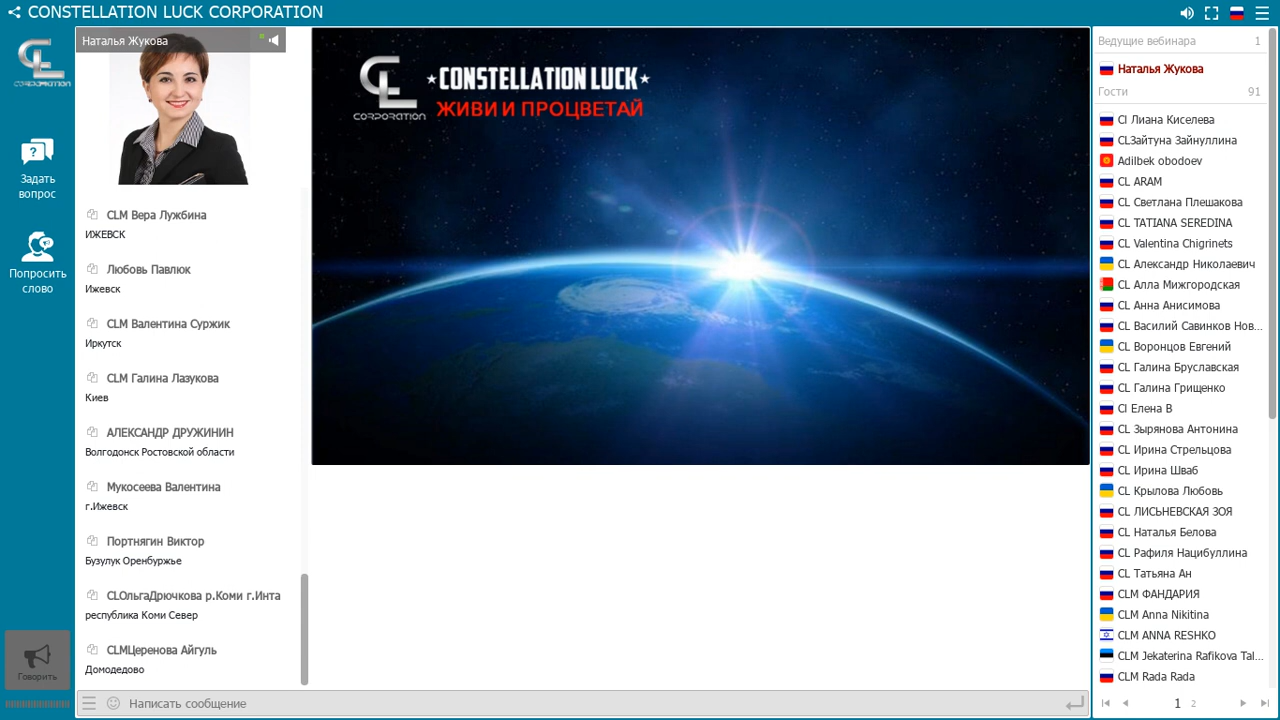 CONSTELLATION LUCK CORPORATION
CL
CORPORATION
Задать
вопрос
Попросить
слово
Говорить
Наталья Жукова
CLM Вера Лужбина
ИЖЕВСК
Любовь Павлюк
Ижевск
CLM Валентина Суржик
Иркутск
CLM Галина Лазукова
Киев
АЛЕКСАНДР ДРУЖИНИН
Волгодонск Ростовской области
Мукосеева Валентина
г.Ижевск
Портнягин Виктор
Бузулук Оренбуржье
CLОльгаДрючкова р.Коми г.Инта
республика Коми Север
CLMЦеренова Айгуль
Домодедово
Написать сообщение
CL
CORPORATION
CONSTELLATION LUCK
ЖИВИ И ПРОЦВЕТАЙ
Ведущие вебинара 1
Наталья Жукова
Гости 91
Cl Лиана Киселева
CLЗайтуна Зайнуллина
Adilbek obodoev
CL ARAM
CL Светлана Плешакова
CL TATIANA SEREDINA
CL Valentina Chigrinets
CL Александр Николаевич
CL Алла Мижгородская
CL Анна Анисимова
CL Василий Савинков Нов...
CL Воронцов Евгений
CL Галина Бруславская
CL Галина Грищенко
Cl Елена В
CL Зырянова Антонина
CL Ирина Стрельцова
CL Ирина Шваб
CL Крылова Любовь
CL ЛИСЬНЕВСКАЯ ЗОЯ
CL Наталья Белова
CL Рафиля Нацибуллина
CL Татьяна Ан
CLM ФАНДАРИЯ
CLM Anna Nikitina
CLM ANNA RESHKO
CLM Jekaterina Rafikova Tal...
CLM Rada Rada
1 2